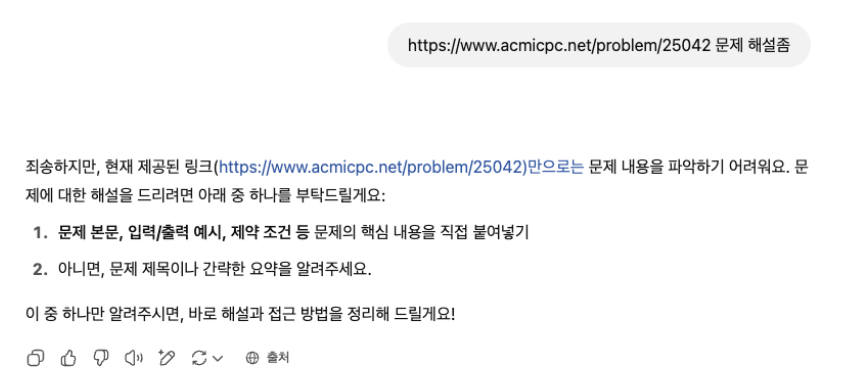 https://www.acmicpc.net/problem/25042 문제 해설좀
죄송하지만, 현재 제공된 링크(https://www.acmicpc.net/problem/25042)만으로는 문제 내용을 파악하기 어려워요. 문
제에 대한 해설을 드리려면 아래 중 하나를 부탁드릴게요:
1. 문제 본문, 입력/출력 예시, 제약 조건 등 문제의 핵심 내용을 직접 붙여넣기
2. 아니면, 문제 제목이나 간략한 요약을 알려주세요.
이 중 하나만 알려주시면, 바로 해설과 접근 방법을 정리해 드릴게요!
출처